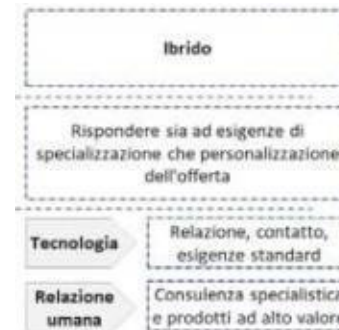 Ibrido
Rispondere sia ad esigenze di
specializzazione che personalizzazione
dell'offerta
Tecnologia
Relazione, contatto,
esigenze standard
Relazione
umana
Consulenza specialistica
e prodotti ad alto valore